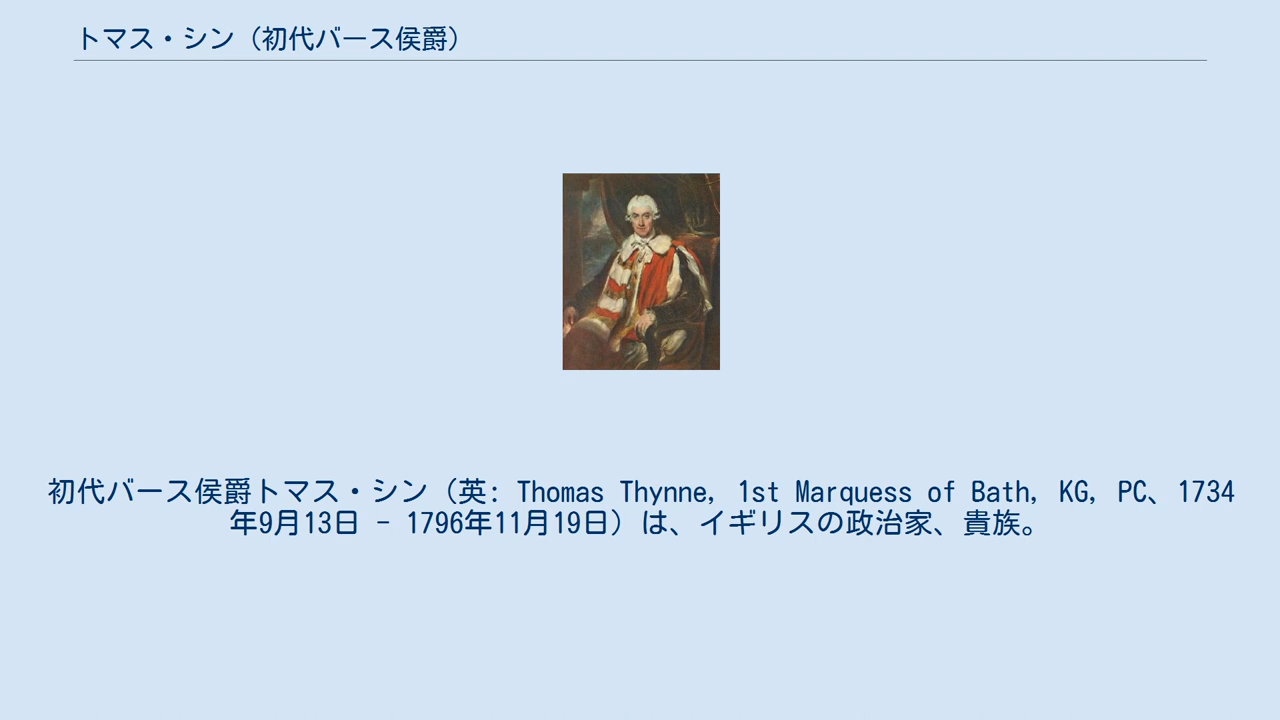 トマス・シン（初代バース侯爵）
初代バース侯爵トマス・シン（英: Thomas Thynne, 1st Marquess of Bath, KG, PC、1734
年9月13日 - 1796年11月19日）は、イギリスの政治家、貴族。